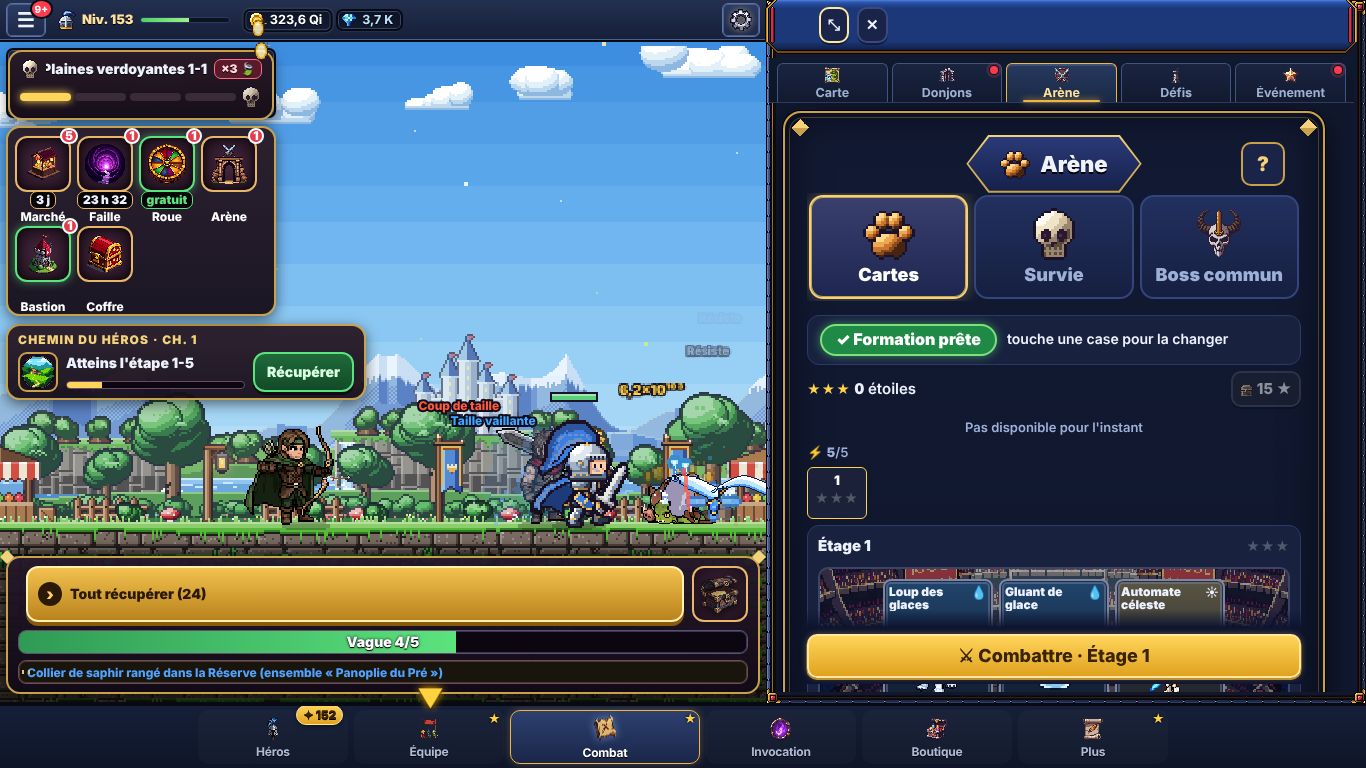 9+
Niv. 153
323,6 Qi
3,7 K
Plaines verdoyantes 1-1
×3
5
1
1
1
3 j
23 h 32
gratuit
Marché
Faille
Roue
Arène
1
Bastion
Coffre
CHEMIN DU HÉROS · CH. 1
Atteins l'étape 1-5
Récupérer
Résiste
Coup de taille
Taille vaillante
Tout récupérer (24)
Vague 4/5
Collier de saphir rangé dans la Réserve (ensemble « Panoplie du Pré »)
Carte
Donjons
Arène
Défis
Événement
Arène
?
Cartes
Survie
Boss commun
✓ Formation prête
touche une case pour la changer
★★★ 0 étoiles
15 ★
Pas disponible pour l'instant
⚡ 5/5
1
★★★
Étage 1
★★★
Loup des glaces
Gluant de glace
Automate céleste
⚔ Combattre · Étage 1
152
Héros
Équipe
Combat
Invocation
Boutique
Plus